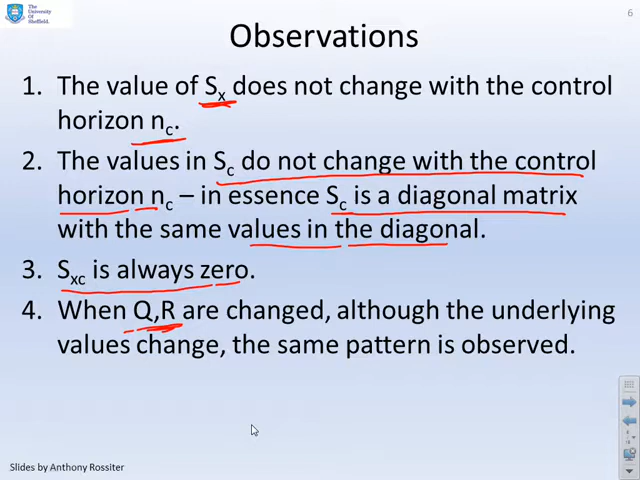 The
University
Of
Sheffield.
6
Observations
1. The value of Sx does not change with the control
horizon nc.
2. The values in Sc do not change with the control
horizon nc – in essence Sc is a diagonal matrix
with the same values in the diagonal.
3. Sxc is always zero.
4. When Q,R are changed, although the underlying
values change, the same pattern is observed.
Slides by Anthony Rossiter